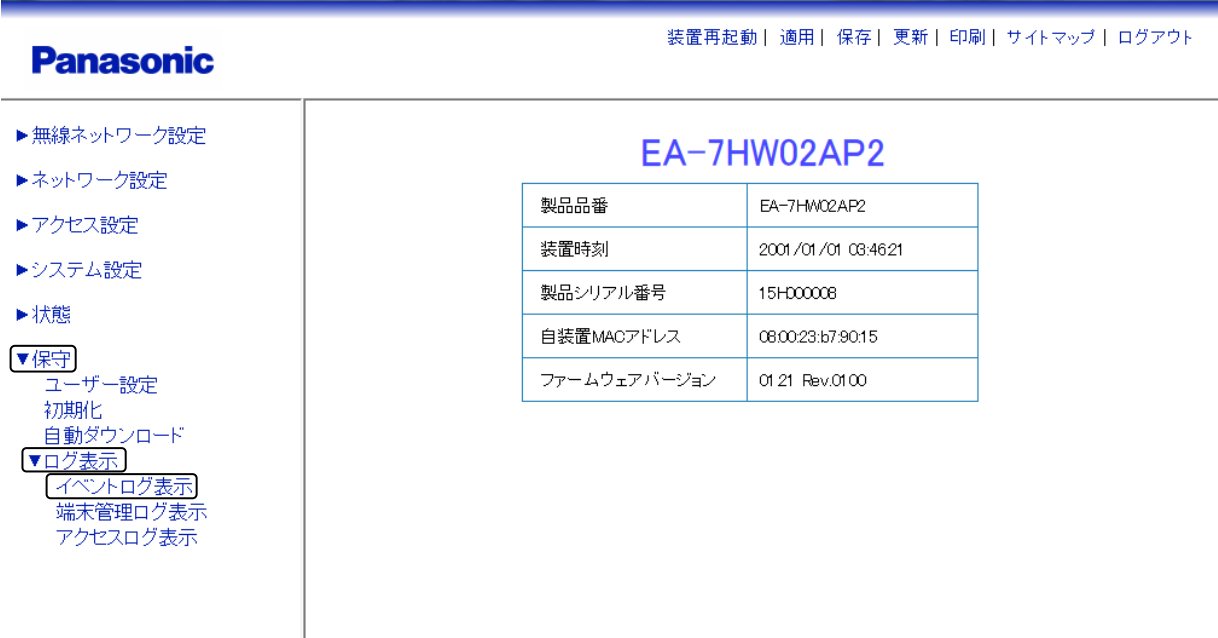 装置再起動| 適用| 保存| 更新| 印刷| サイトマップ| ログアウト
Panasonic
▶無線ネットワーク設定
▶ネットワーク設定
▶アクセス設定
▶システム設定
▶状態
▼保守
ユーザー設定
初期化
自動ダウンロード
▼ログ表示
イベントログ表示
端末管理ログ表示
アクセスログ表示
EA-7HW02AP2
製品品番 EA-7HW02AP2
装置時刻 2001/01/01 03:46:21
製品シリアル番号 15H000008
自装置MACアドレス 08:00:23:b7:90:15
ファームウェアバージョン 01.21 Rev.01.00